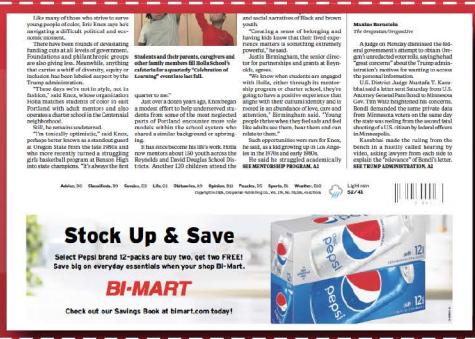 Like many of those who strive to serve
young people of color, Eric Knox says he's
navigating a difficult political and eco-
nomic moment.
There have been rounds of devastating
funding cuts at all levels of government.
Foundations and philanthropic groups
are also giving less. Meanwhile, anything
that carries a whiff of diversity, equity or
inclusion has been labeled suspect by the
Trump administration.
"These days we're not in style, not in
fashion," said Knox, whose organization
Holla matches students of color in east
Portland with adult mentors and also
operates a charter school in the Centennial
neighborhood.
Still, he remains undeterred.
"I'm tonically optimistic," said Knox,
perhaps better known as a standout guard
at Oregon State from the late 1980s and
who more recently turned a struggling
girls basketball program at Benson High
into state champions. "It's always the first
Students and their parents, caregivers and
other family members fill Holla School's
cafeteria for a quarterly "Celebration of
Learning" event last fall.
quarter to me."
Just over a dozen years ago, Knox began
a modest effort to help underserved stu-
dents from some of the most neglected
parts of Portland encounter more role
models within the school system who
shared a similar background or upbring-
ing.
It has since become his life's work. Holla
now mentors about 150 youth across the
Reynolds and David Douglas School Dis-
tricts. Another 120 children attend the
and social narratives of Black and brown
youth.
"Creating a sense of belonging and
having kids know that their lived expe-
rience matters is something extremely
powerful," he said.
Justin Birmingham, the senior direc-
tor for partnerships and grants at Reyn-
olds, agrees.
"We know when students are engaged
with Holla, either through its mentor-
ship program or charter school, they're
going to have a positive experience that
aligns with their cultural identity and is
rooted in an abundance of love, care and
attention," Birmingham said. "Young
people thrive when they feel safe and feel
like adults see them, hear them and can
relate to them."
Such opportunities were rare for Knox,
he said, as a kid growing up in Los Ange-
les in the 1970s and early 1980s.
He said he struggled academically
SEE MENTORSHIP PROGRAM, A2
Maxine Bernstein
The Oregonian/OregonLive
A judge on Monday dismissed the fed-
eral government's attempt to obtain Ore-
gon's unredacted voter rolls, saying he had
"great concerns" about the Trump admin-
istration's motives for wanting to access
the personal information.
U.S. District Judge Mustafa T. Kasu-
bhai said a letter sent Saturday from U.S.
Attorney General Pam Bondi to Minnesota
Gov. Tim Walz heightened his concerns.
Bondi demanded the same private data
from Minnesota voters on the same day
the state was reeling from the second fatal
shooting of a U.S. citizen by federal officers
in Minneapolis.
Kasubhai made the ruling from the
bench in a hastily called hearing by
video, asking lawyers from each side to
explain the "relevance" of Bondi's letter.
SEE TRUMP ADMINISTRATION, A2
Light rain
52/41
Stock Up & Save
Select Pepsi brand 12-packs are buy two, get two FREE!
Save big on everyday essentials when your shop Bi-Mart.
BI-MART
Check out our Savings Book at bimart.com today!
pepsi
12
pepsi
12